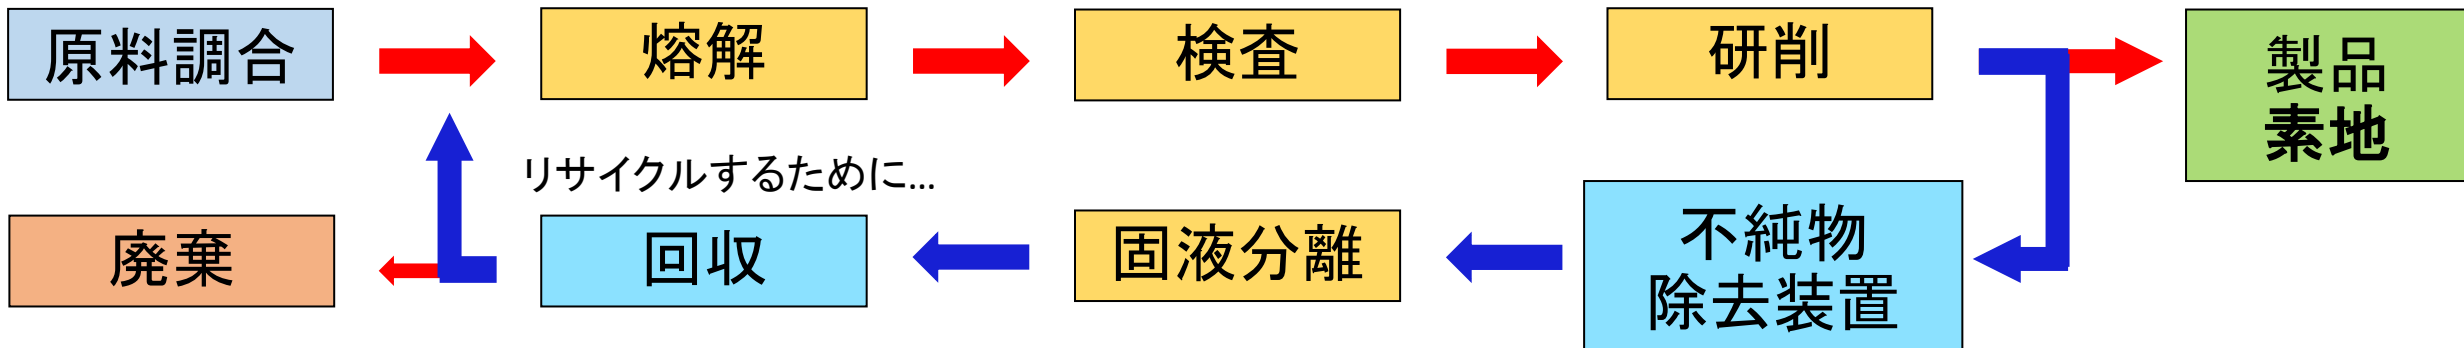 原料調合
熔解
検査
研削
製品
素地
リサイクルするために...
廃棄
回収
固液分離
不純物
除去装置